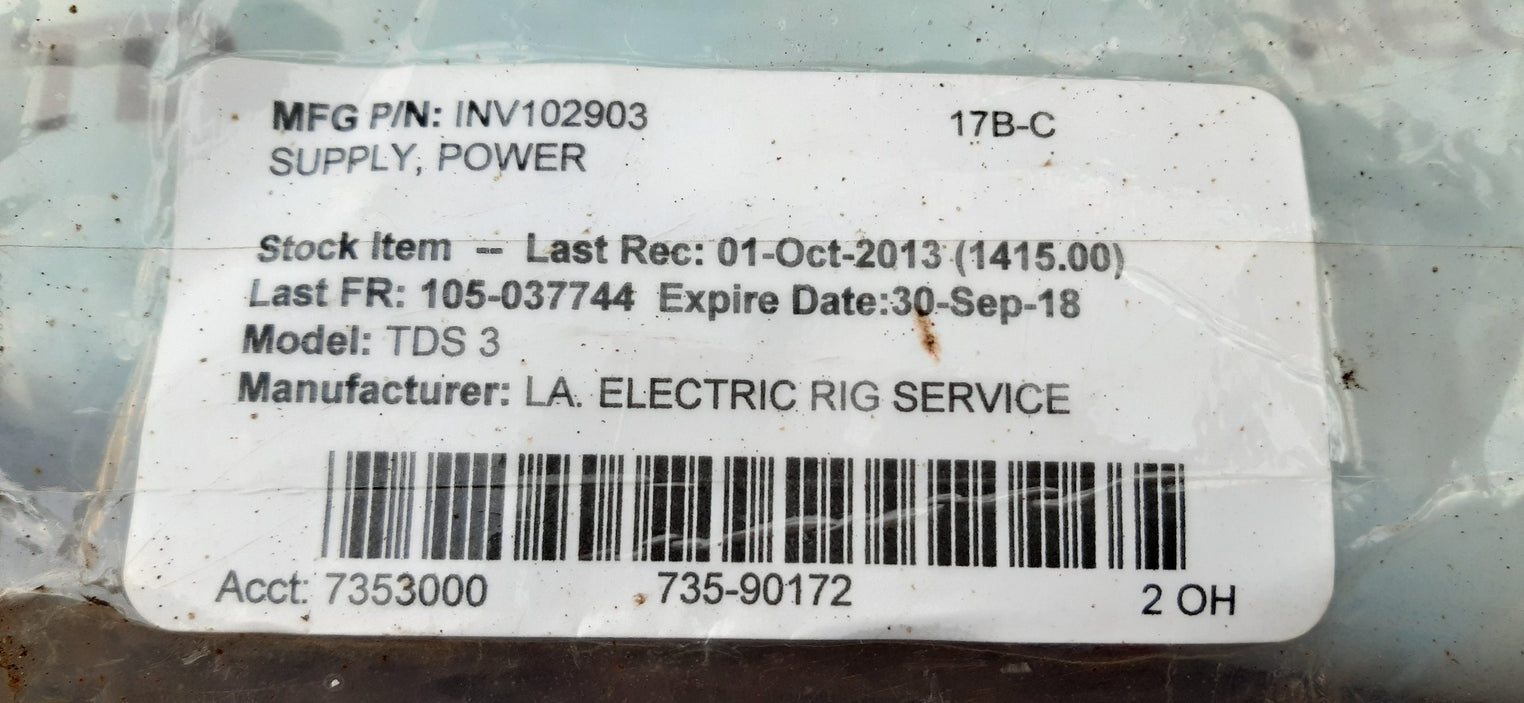 MFG P/N: INV102903 17B-C
SUPPLY, POWER
Stock Item -- Last Rec: 01-Oct-2013 (1415.00)
Last FR: 105-037744 Expire Date:30-Sep-18
Model: TDS 3
Manufacturer: LA. ELECTRIC RIG SERVICE
Acct: 7353000 735-90172 2 OH